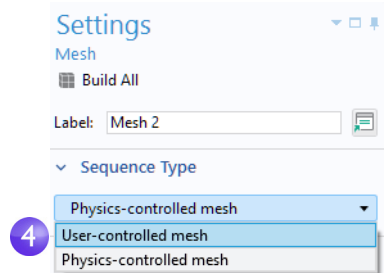 Settings
Mesh
Build All
Label: Mesh 2
Sequence Type
Physics-controlled mesh
4 User-controlled mesh
Physics-controlled mesh